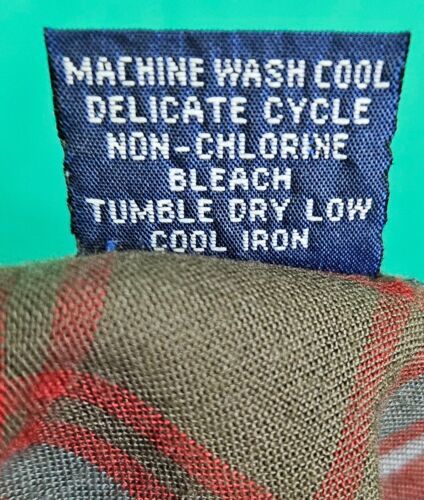 MACHINE WASH COOL
DELICATE CYCLE
NON-CHLORINE
BLEACH
TUMBLE DRY LOW
COOL IRON